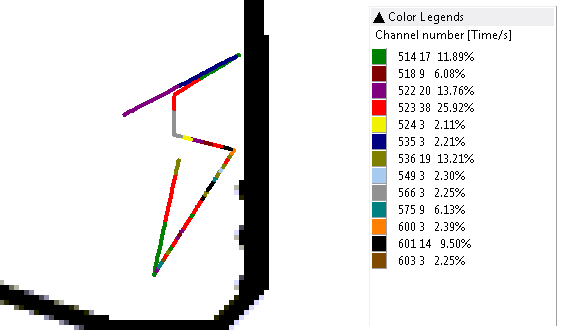 ▲ Color Legends
Channel number [Time/s]
514 17 11.89%
518 9 6.08%
522 20 13.76%
523 38 25.92%
524 3 2.11%
535 3 2.21%
536 19 13.21%
549 3 2.30%
566 3 2.25%
575 9 6.13%
600 3 2.39%
601 14 9.50%
603 3 2.25%